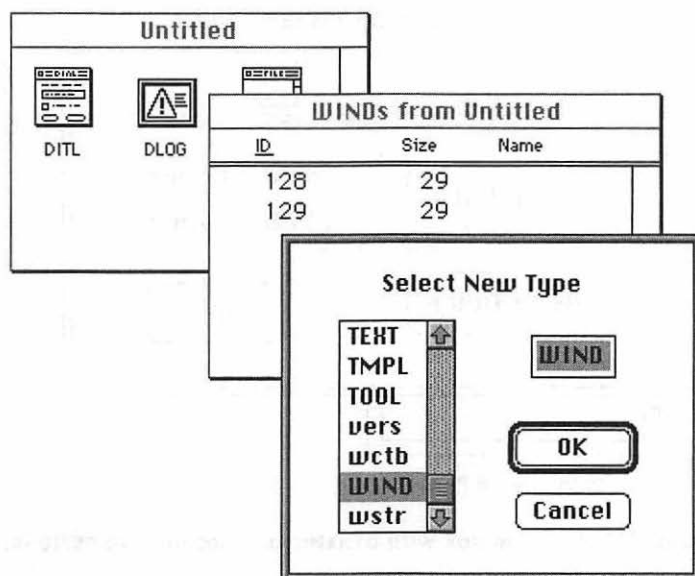 Untitled
DITL DLOG
WINDs from Untitled
ID Size Name
128 29
129 29
Select New Type
TEXT
TMPL
TOOL
vers
wctb
WIND
wstr
WIND
OK
Cancel